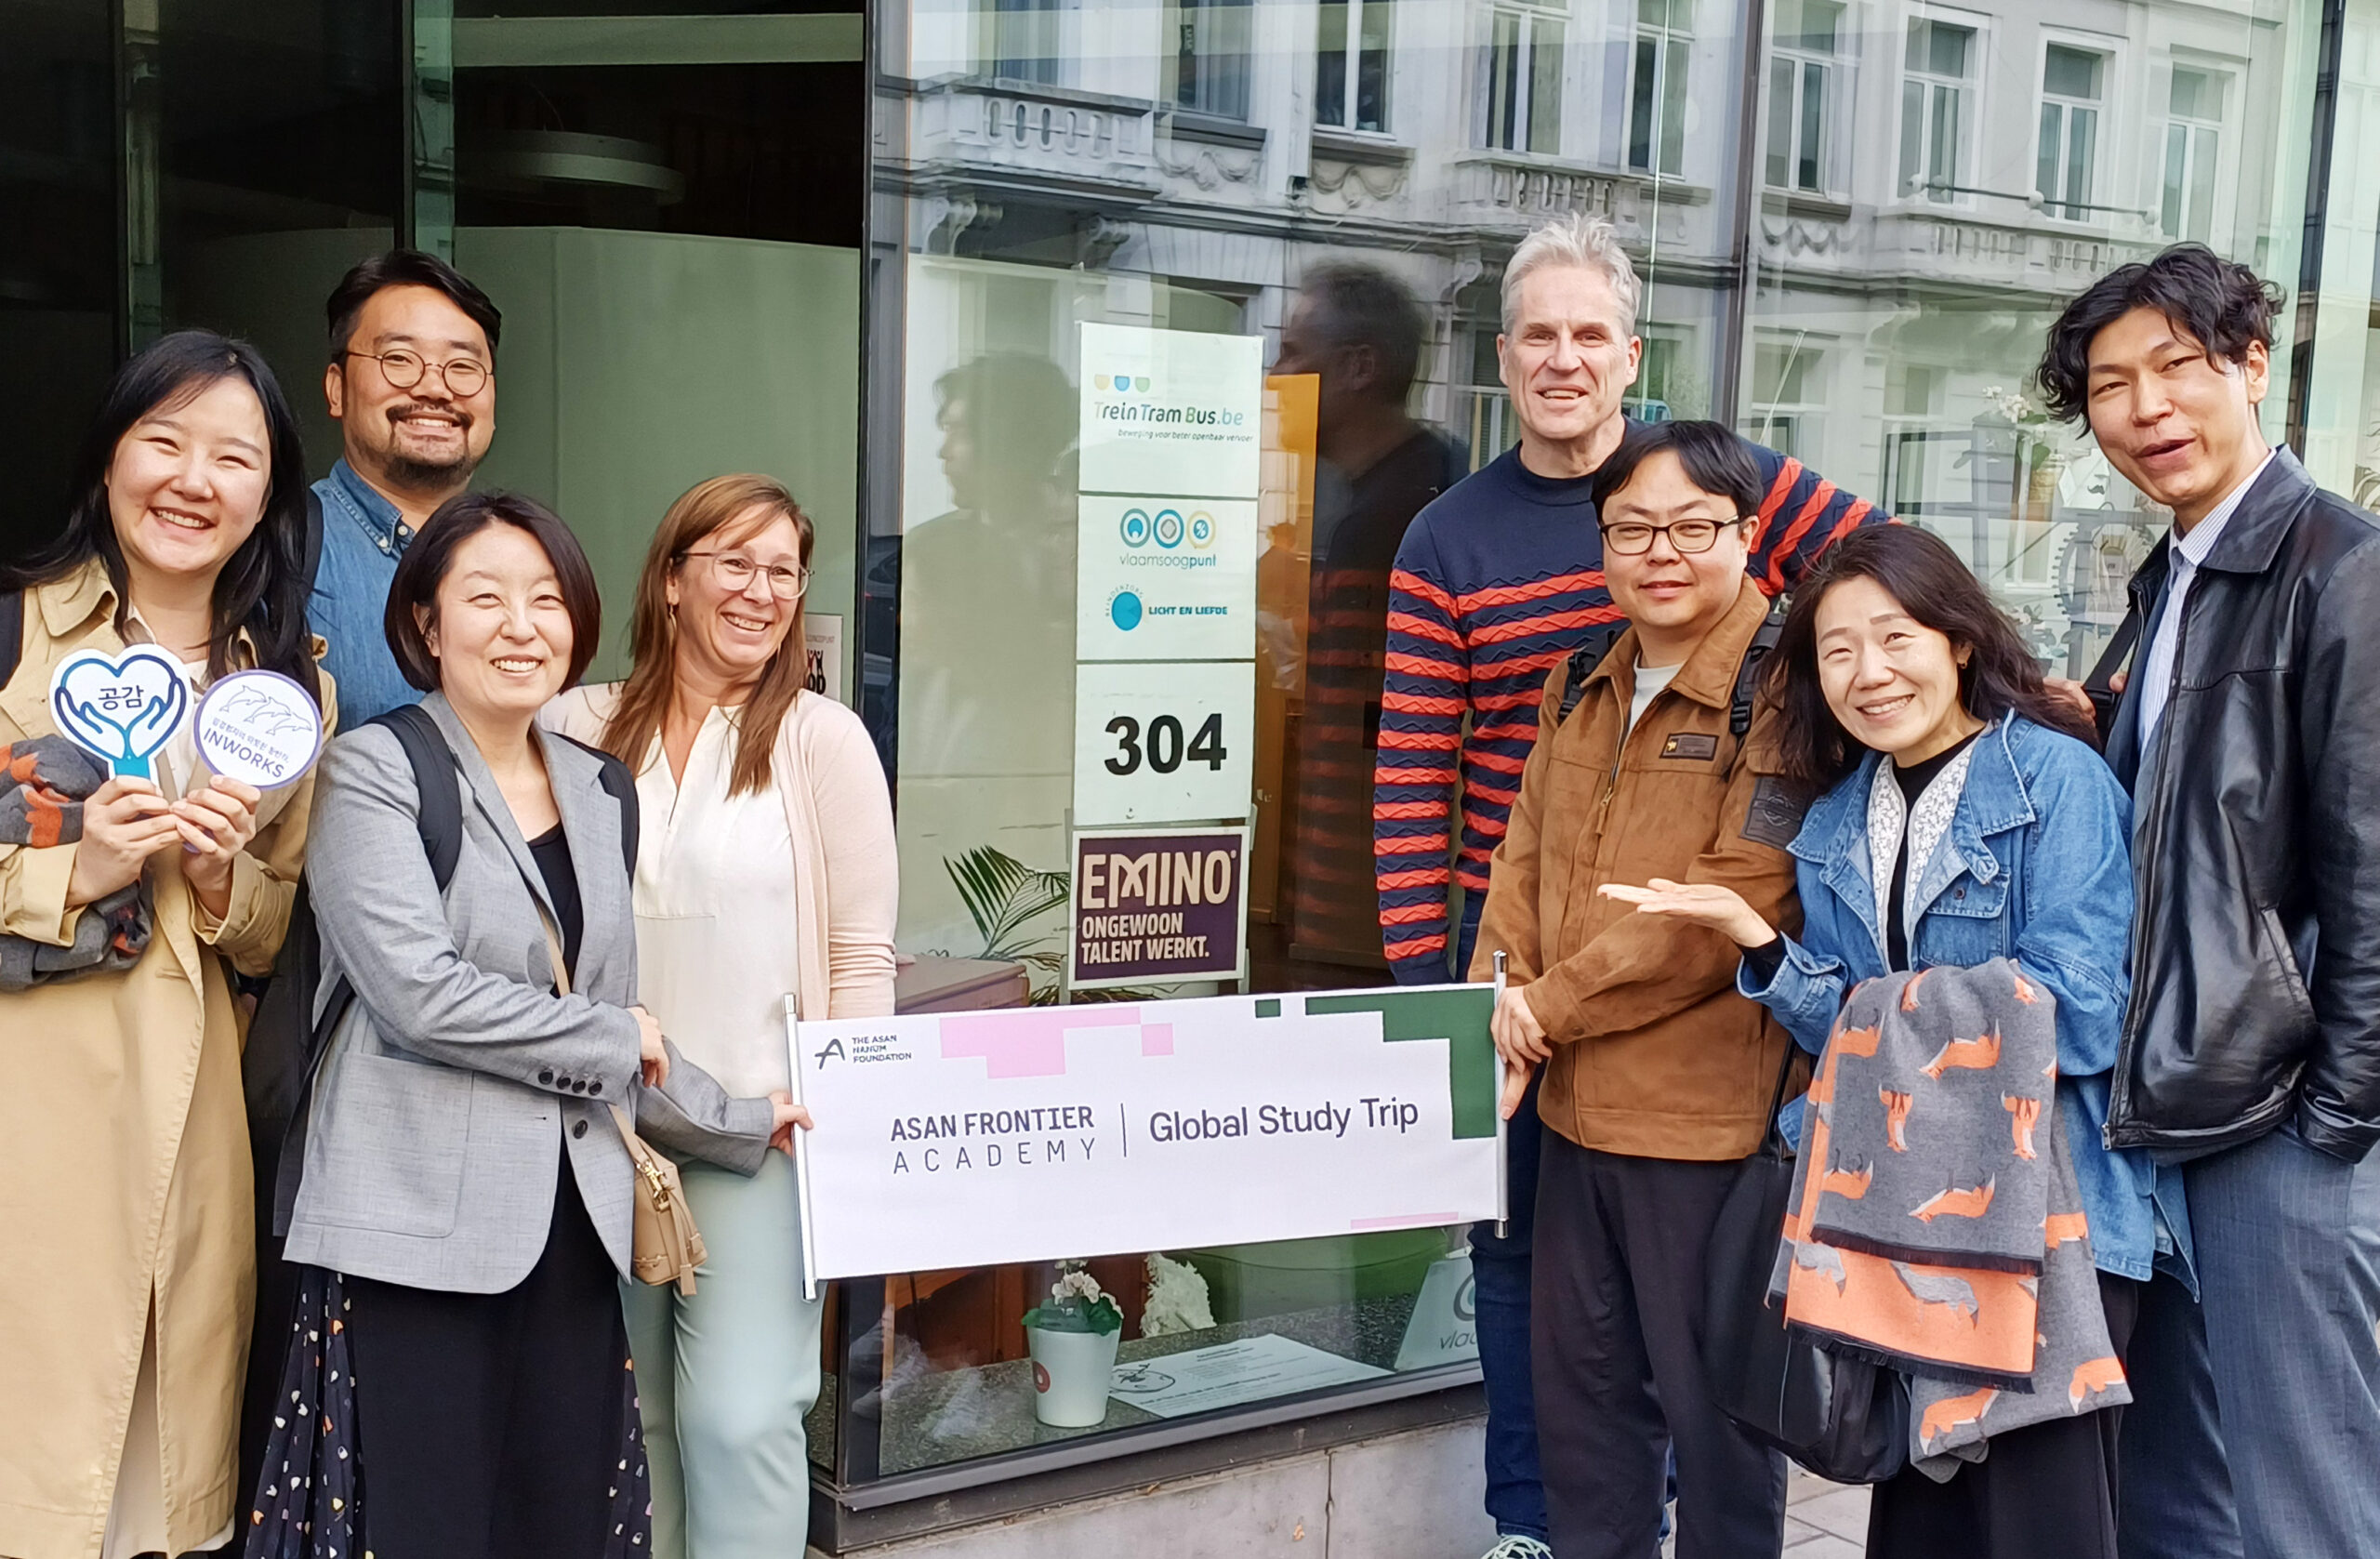 TreinTramBus.be
beweging voor beter openbaar vervoer
vlaamsoogpunt
BLINDENZORG
LICHT EN LIEFDE
304
EMINO
ONGEWOON
TALENT WERKT.
공감
INWORKS
THE ASAN
NANUM
FOUNDATION
ASAN FRONTIER
ACADEMY
Global Study Trip